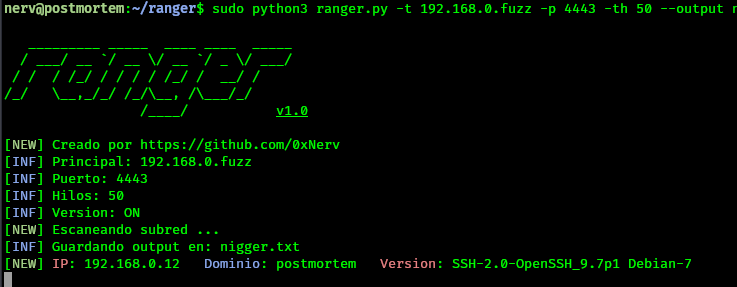 nerv@postmortem:~/ranger$ sudo python3 ranger.py -t 192.168.0.fuzz -p 4443 -th 50 --output n
ranger
v1.0
[NEW] Creado por https://github.com/0xNerv
[INF] Principal: 192.168.0.fuzz
[INF] Puerto: 4443
[INF] Hilos: 50
[INF] Version: ON
[NEW] Escaneando subred ...
[INF] Guardando output en: nigger.txt
[NEW] IP: 192.168.0.12 Dominio: postmortem Version: SSH-2.0-OpenSSH_9.7p1 Debian-7